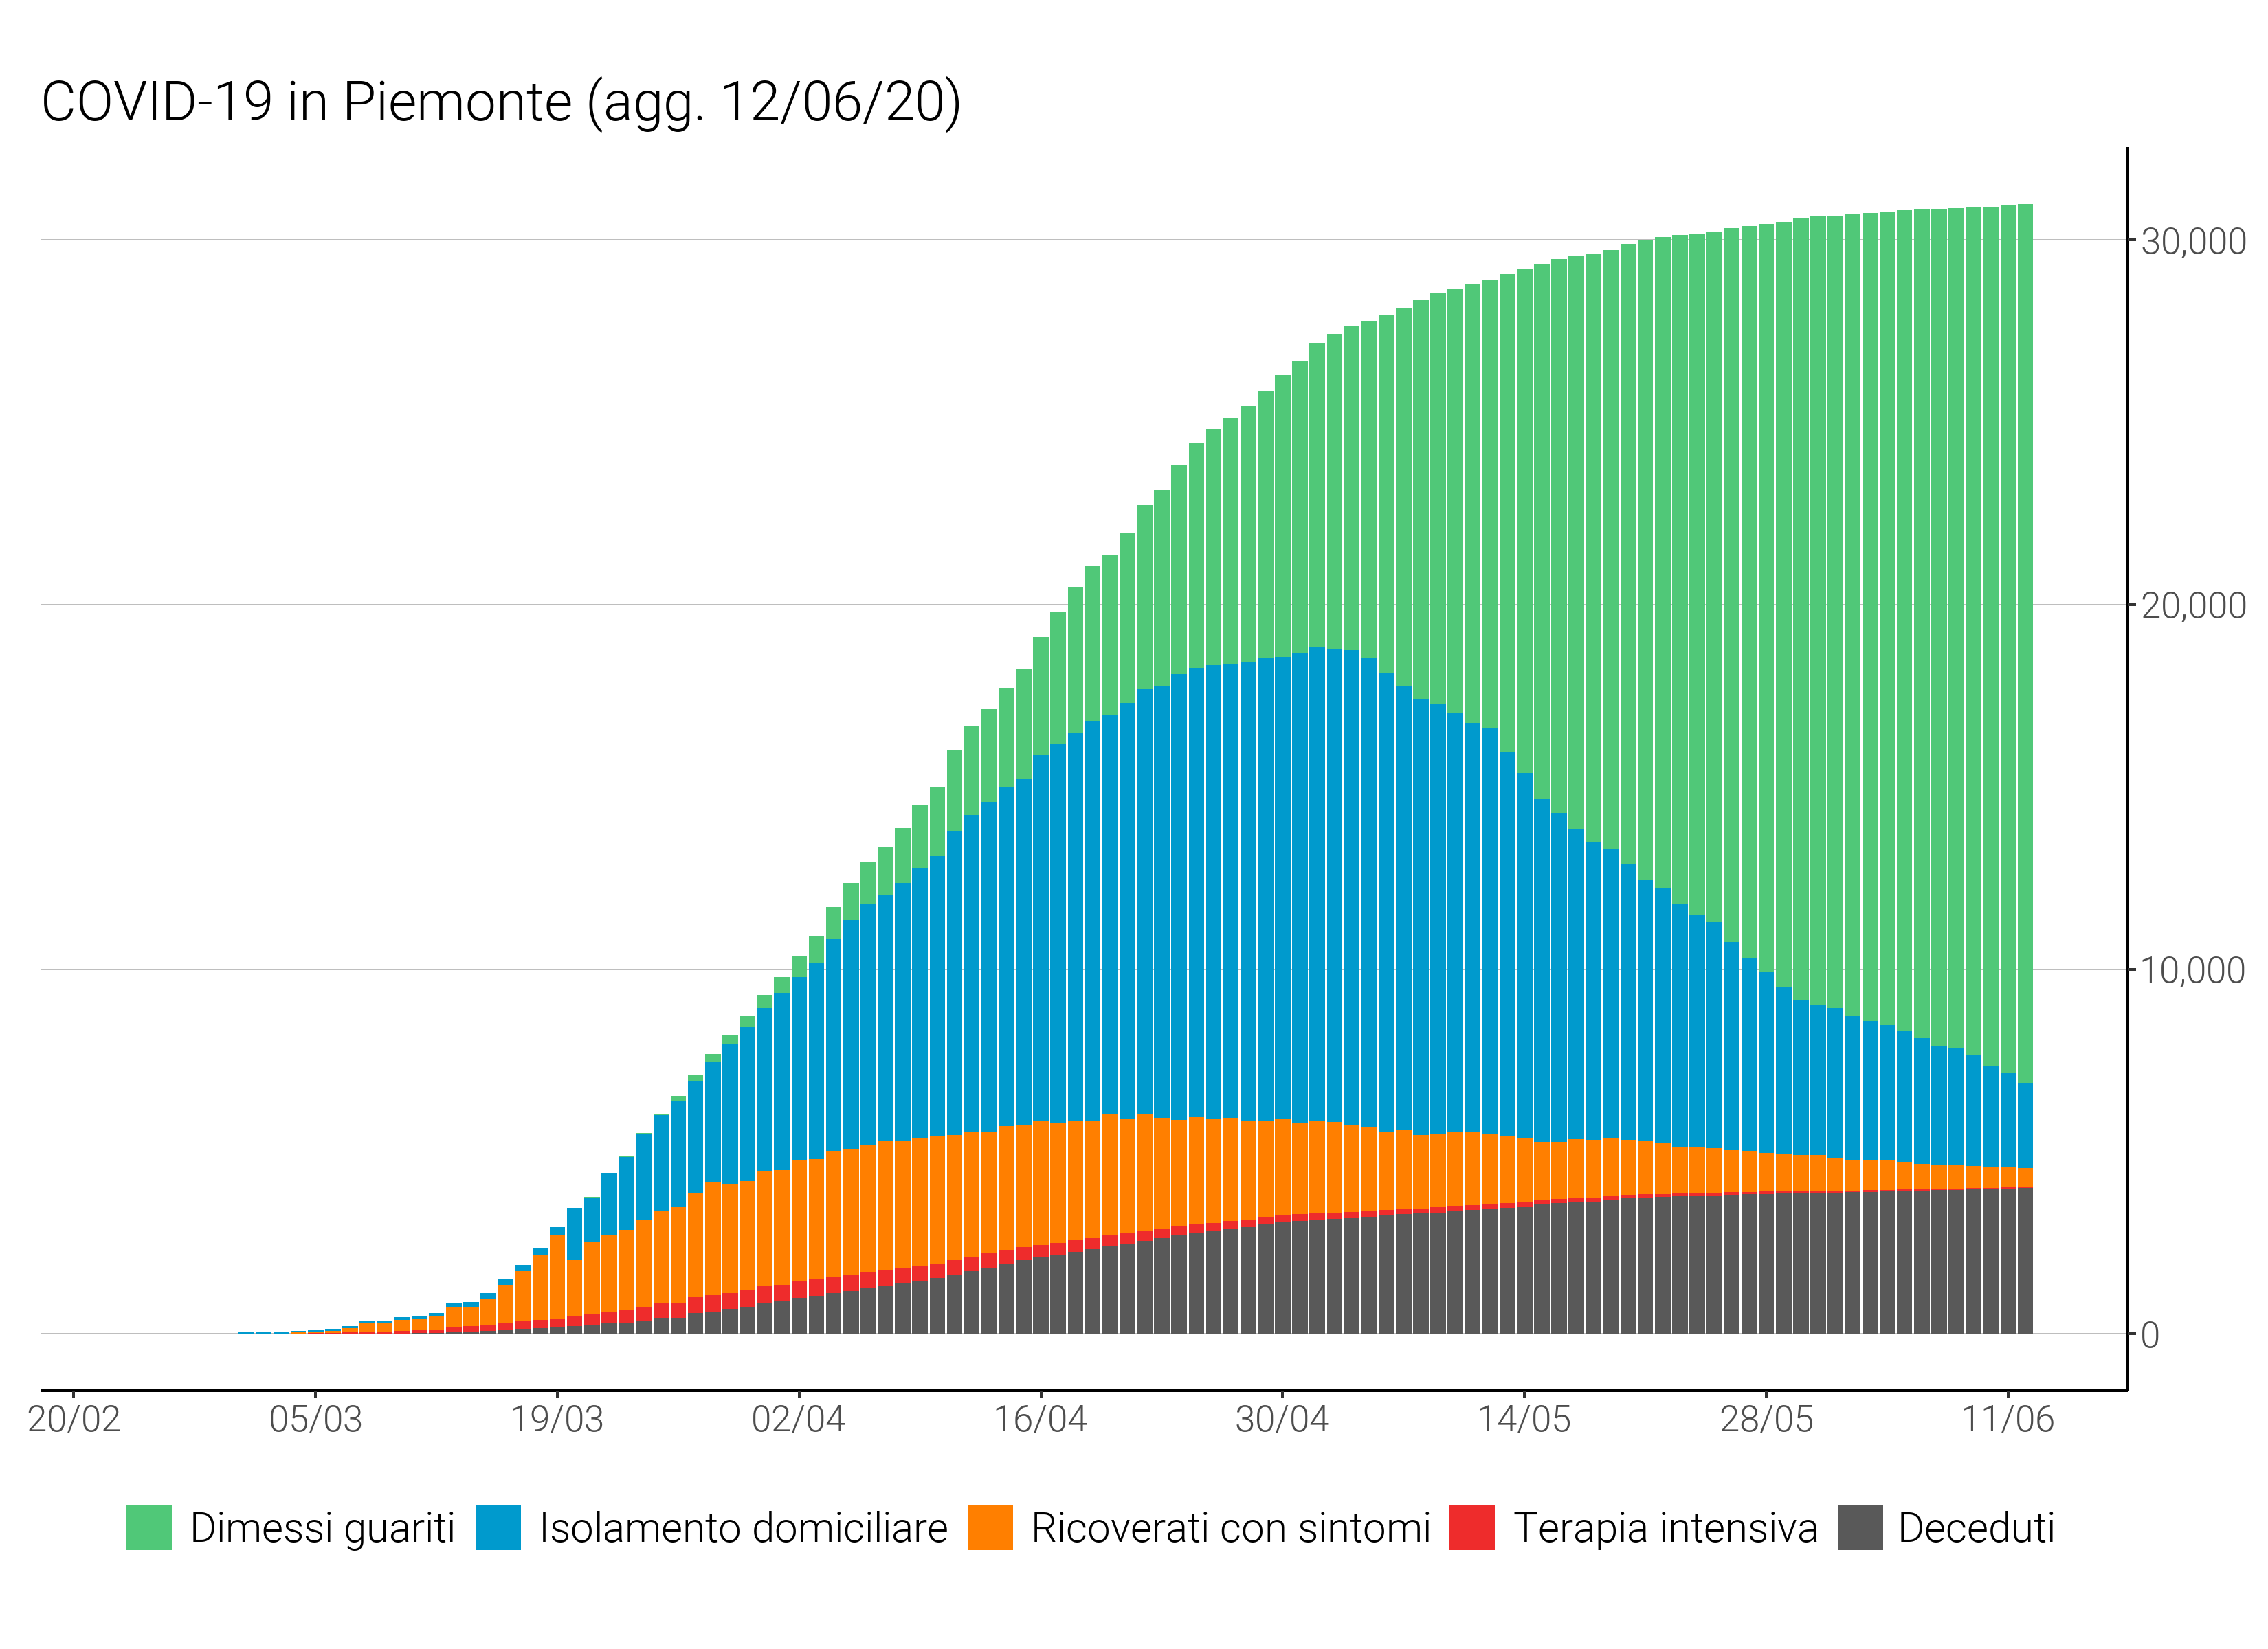 COVID-19 in Piemonte (agg. 12/06/20)
30,000
20,000
10,000
0
20/02 05/03 19/03 02/04 16/04 30/04 14/05 28/05 11/06
Dimessi guariti Isolamento domiciliare Ricoverati con sintomi Terapia intensiva Deceduti